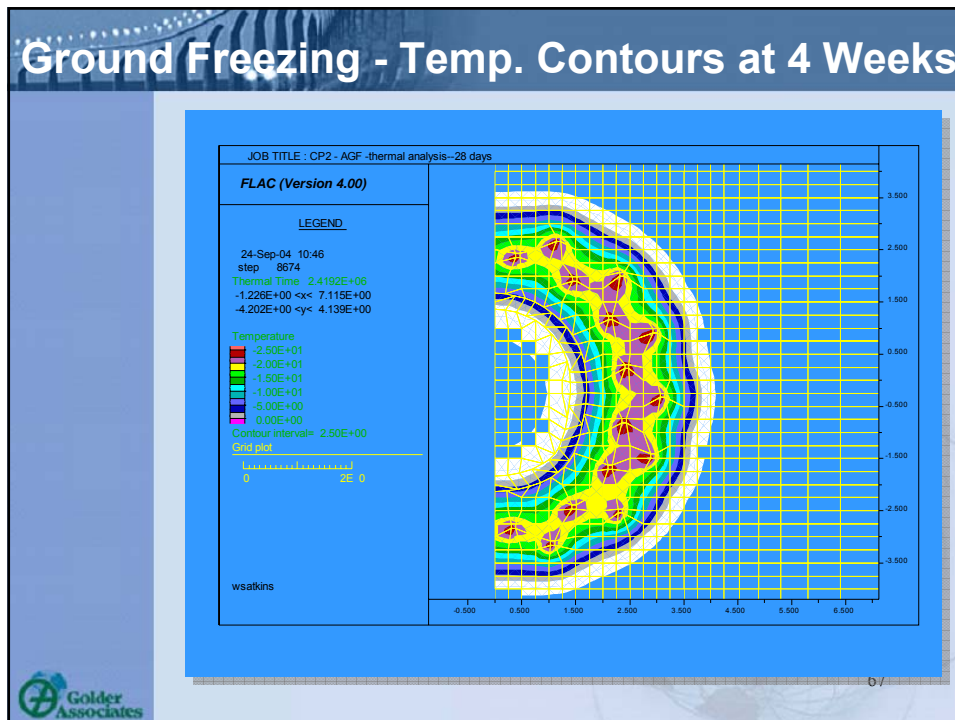 Ground Freezing - Temp. Contours at 4 Weeks
JOB TITLE : CP2 - AGF -thermal analysis--28 days
FLAC (Version 4.00)
LEGEND
24-Sep-04 10:46
step 8674
Thermal Time 2.4192E+06
-1.226E+00 <x< 7.115E+00
-4.202E+00 <y< 4.139E+00
Temperature
-2.50E+01
-2.00E+01
-1.50E+01
-1.00E+01
-5.00E+00
0.00E+00
Contour interval= 2.50E+00
Grid plot
0 2E 0
wsatkins
3.500
2.500
1.500
0.500
-0.500
-1.500
-2.500
-3.500
-0.500 0.500 1.500 2.500 3.500 4.500 5.500 6.500
67
Golder
Associates